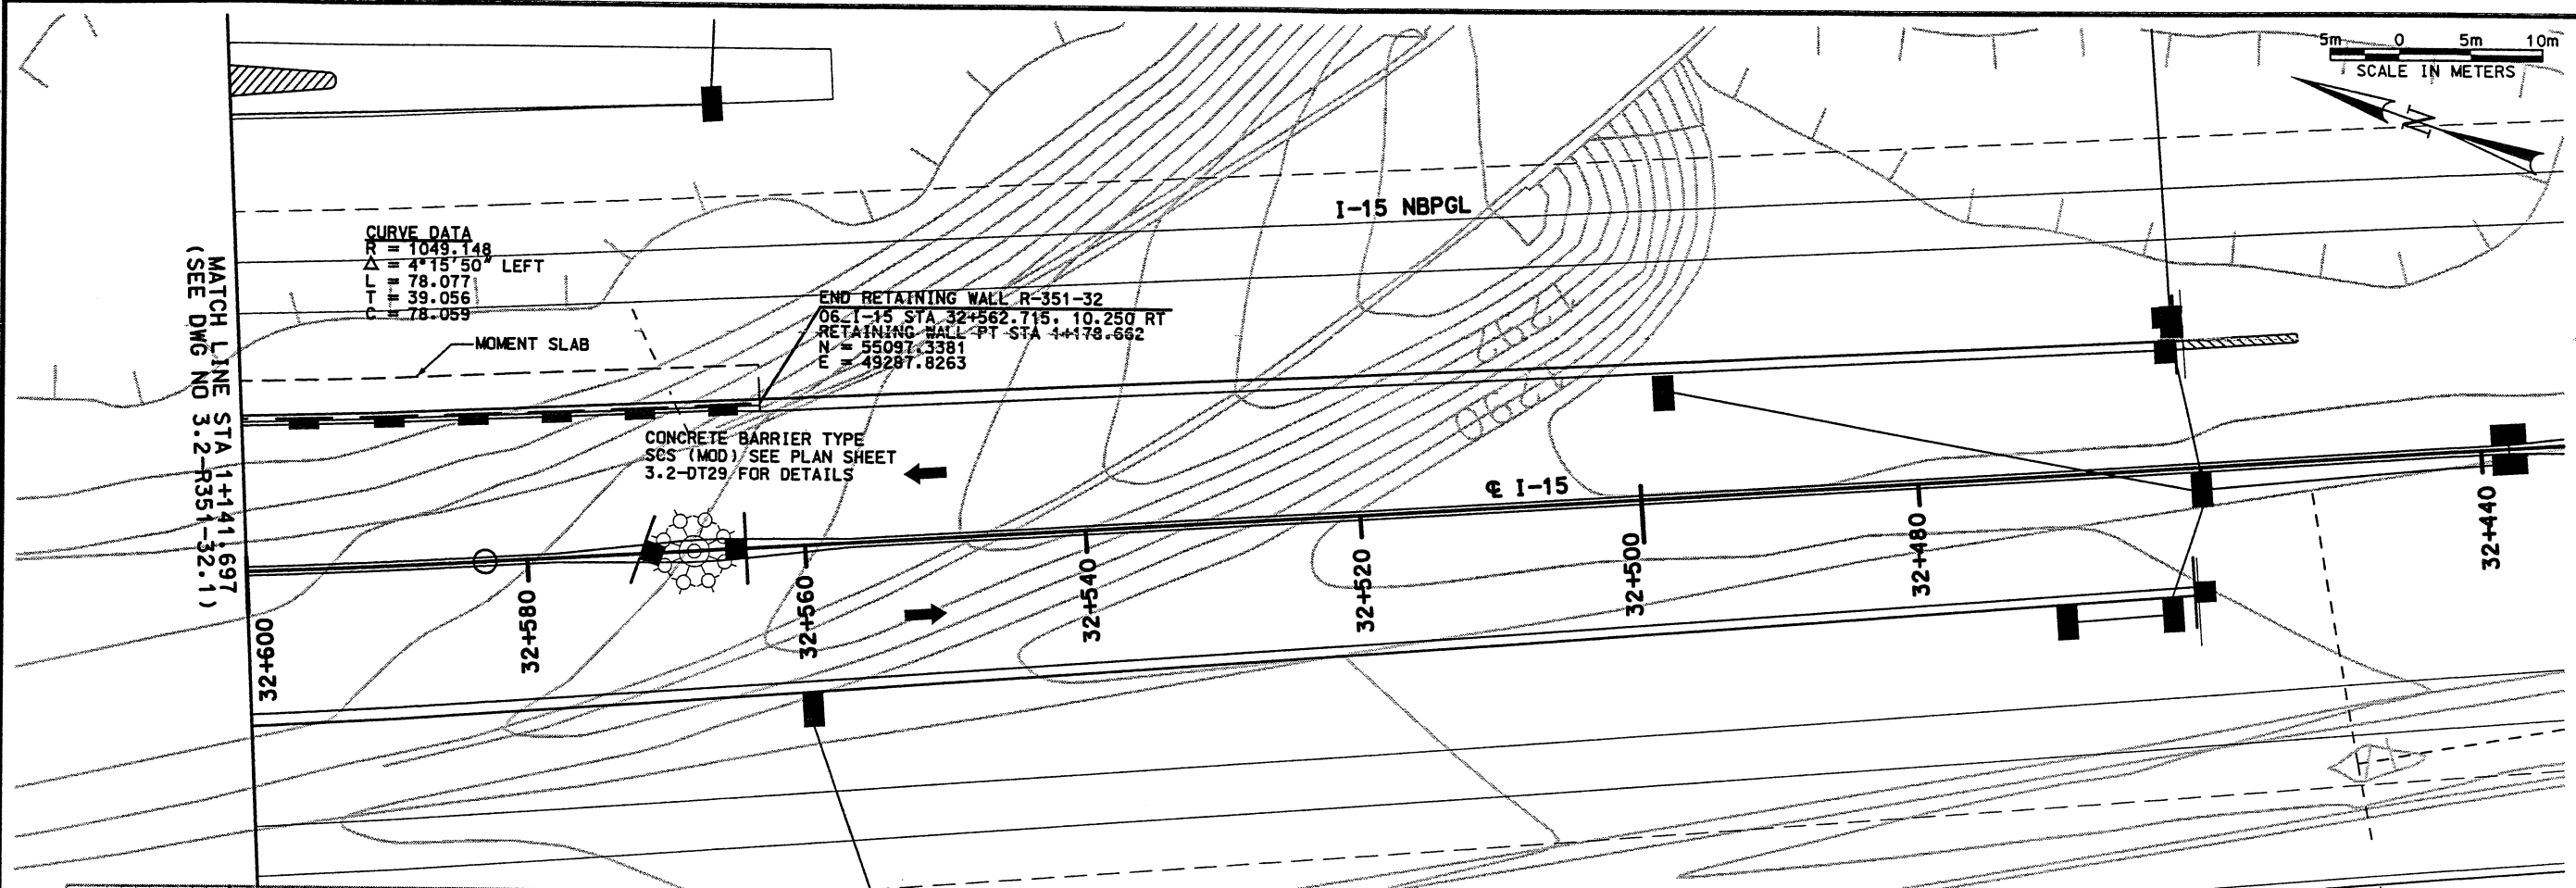 5m 0 5m 10m
SCALE IN METERS
N
I-15 NBPGL
CURVE DATA
R = 1049.148
Δ = 4°15'50" LEFT
L = 78.077
T = 39.056
C = 78.059
MATCH LINE STA 1+141.697
(SEE DWG NO 3.2-R351-32.1)
MOMENT SLAB
END RETAINING WALL R-351-32
06_I-15 STA 32+562.715, 10.250 RT
RETAINING WALL PT STA 1+178.662
N = 55097.3381
E = 49287.8263
1292
1290
CONCRETE BARRIER TYPE
SCS (MOD) SEE PLAN SHEET
3.2-DT29 FOR DETAILS
℄ I-15
32+600
32+580
32+560
32+540
32+520
32+500
32+480
32+440